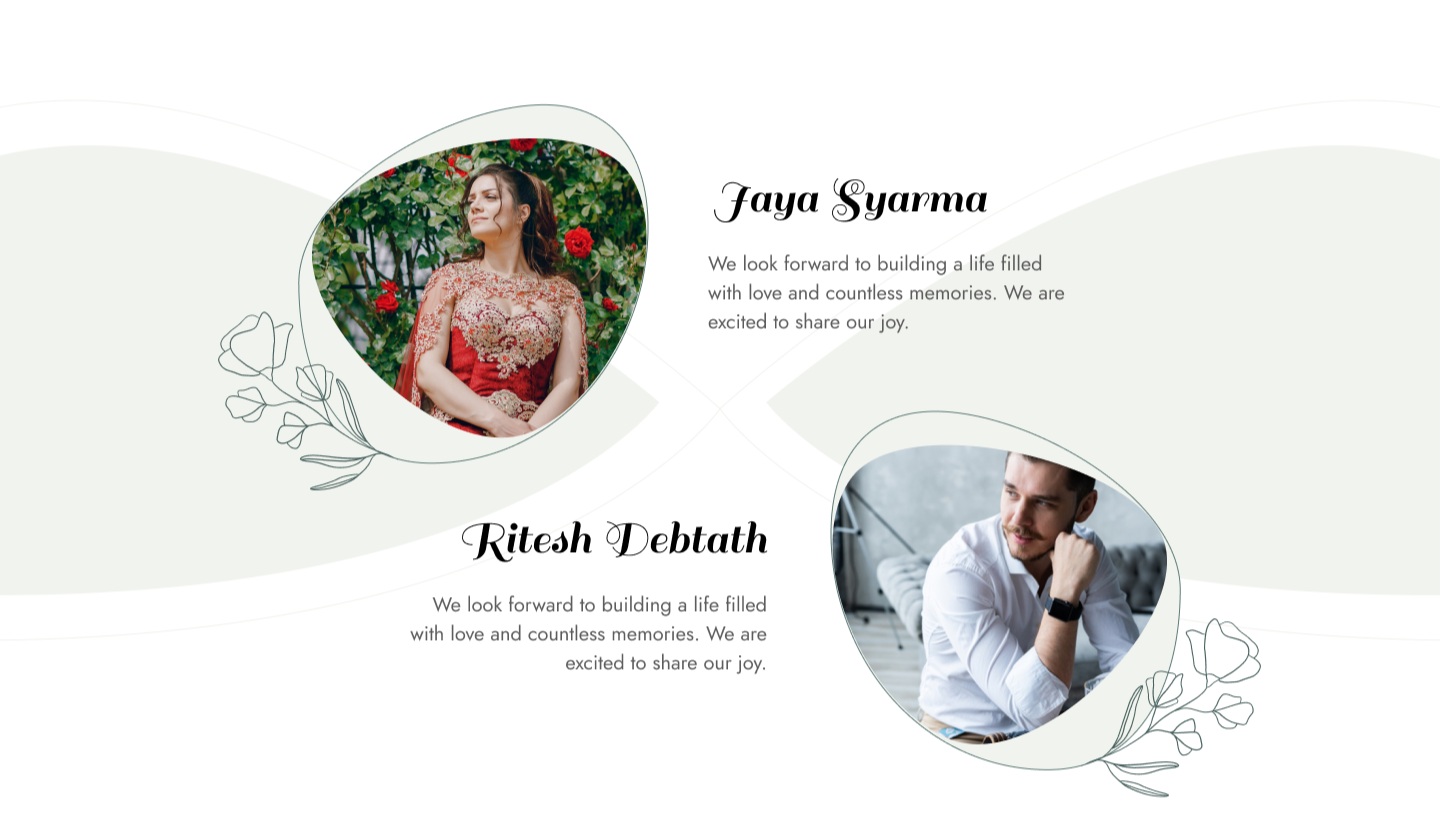 Jaya Syarma
We look forward to building a life filled
with love and countless memories. We are
excited to share our joy.
Ritesh Debtath
We look forward to building a life filled
with love and countless memories. We are
excited to share our joy.